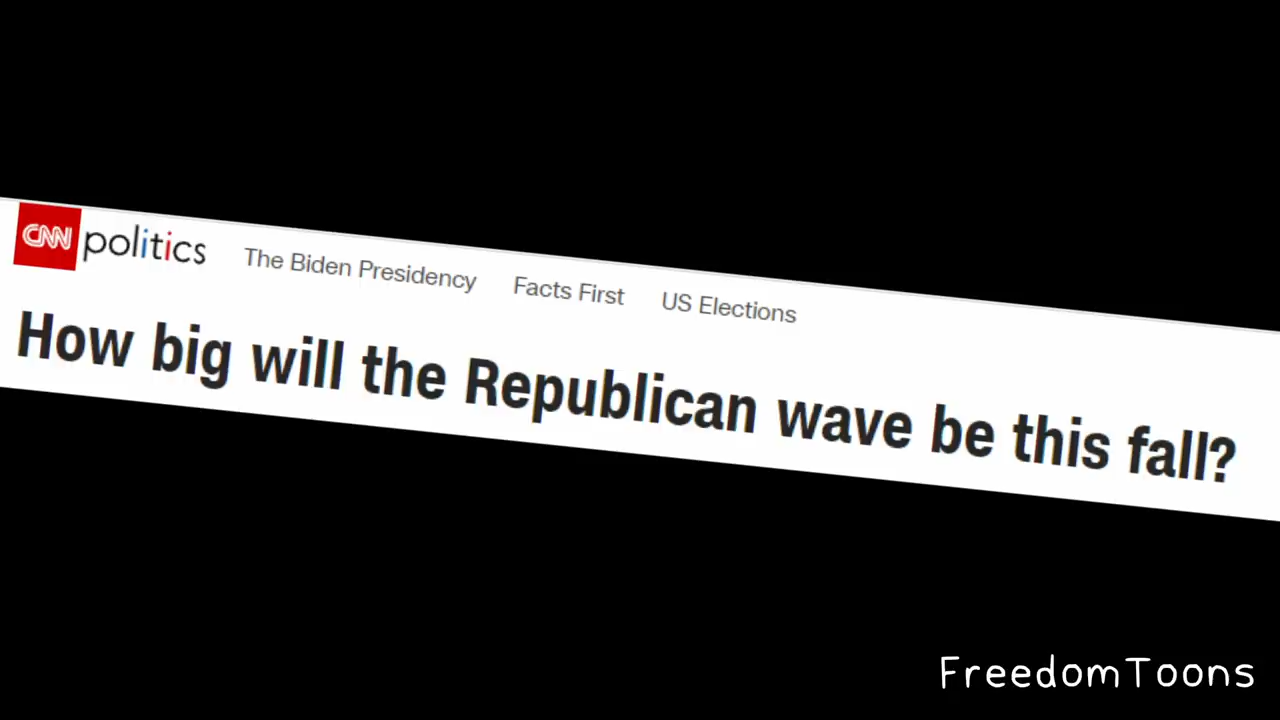 CNN politics The Biden Presidency Facts First US Elections
How big will the Republican wave be this fall?
FreedomToons